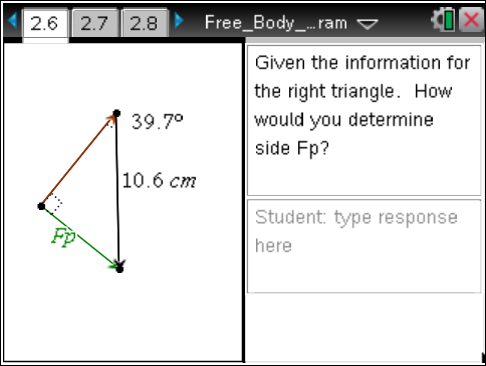 2.6 2.7 2.8 Free_Body_...ram
39.7°
10.6 cm
Fp
Given the information for
the right triangle. How
would you determine
side Fp?
Student: type response
here